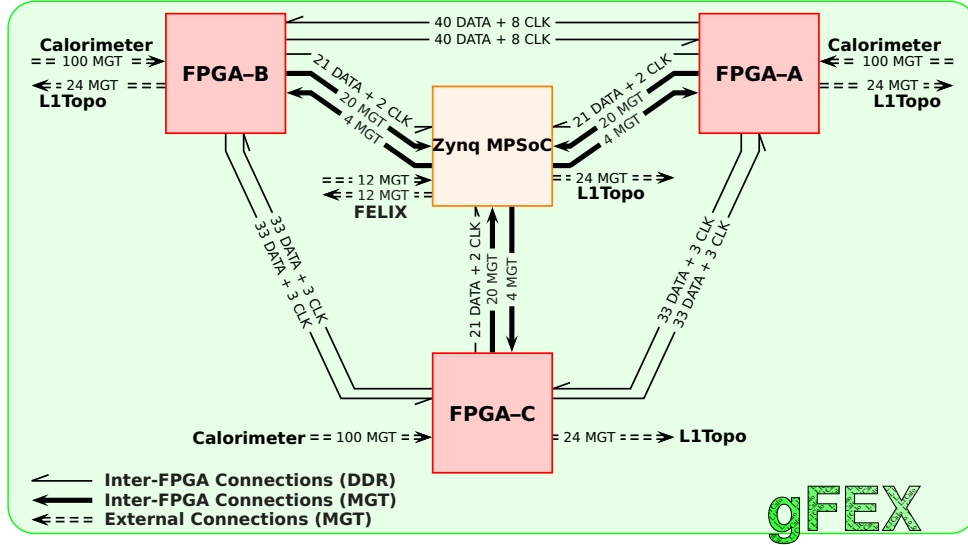 40 DATA + 8 CLK
40 DATA + 8 CLK
Calorimeter
100 MGT
24 MGT
L1Topo
FPGA–B
FPGA–A
Calorimeter
100 MGT
24 MGT
L1Topo
21 DATA + 2 CLK
20 MGT
4 MGT
21 DATA + 2 CLK
20 MGT
4 MGT
Zynq MPSoC
12 MGT
12 MGT
FELIX
24 MGT
L1Topo
33 DATA + 3 CLK
33 DATA + 3 CLK
21 DATA + 2 CLK
20 MGT
4 MGT
33 DATA + 3 CLK
33 DATA + 3 CLK
FPGA–C
Calorimeter
100 MGT
24 MGT
L1Topo
Inter-FPGA Connections (DDR)
Inter-FPGA Connections (MGT)
External Connections (MGT)
gFEX